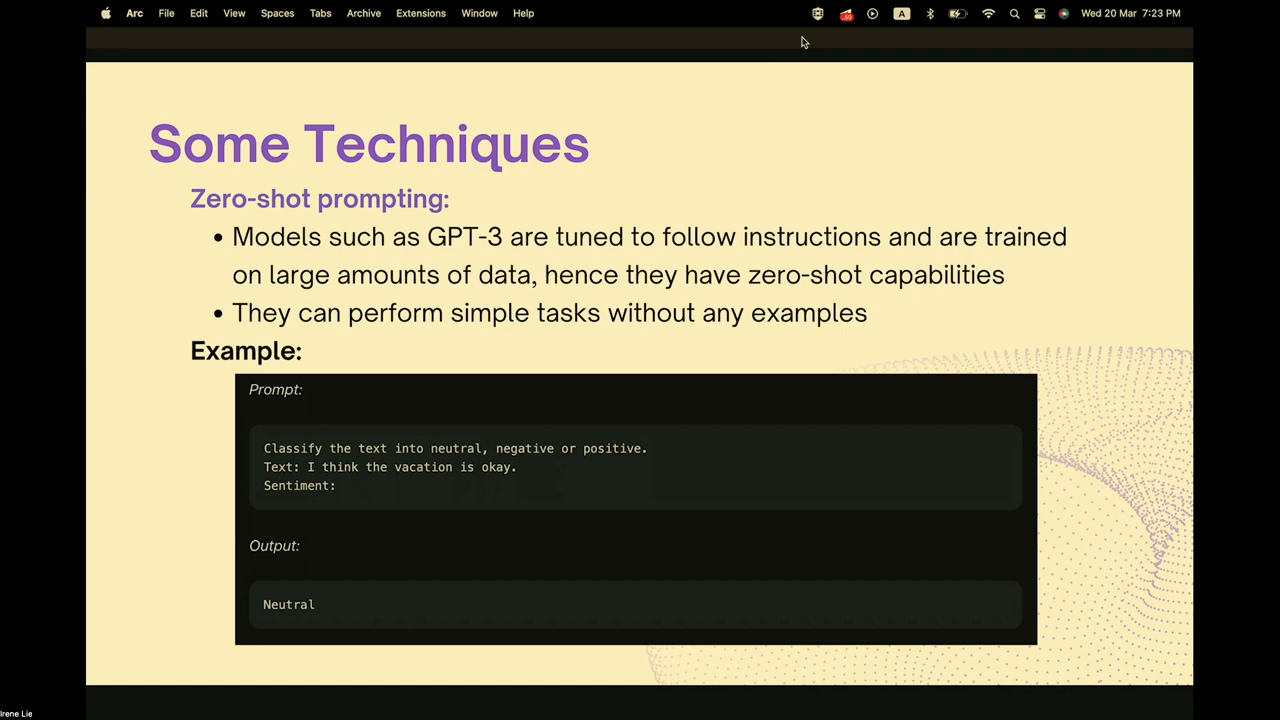 Arc File Edit View Spaces Tabs Archive Extensions Window Help A Wed 20 Mar 7:23 PM
Some Techniques
Zero-shot prompting:
• Models such as GPT-3 are tuned to follow instructions and are trained
on large amounts of data, hence they have zero-shot capabilities
• They can perform simple tasks without any examples
Example:
Prompt:
Classify the text into neutral, negative or positive.
Text: I think the vacation is okay.
Sentiment:
Output:
Neutral
Irene Lie